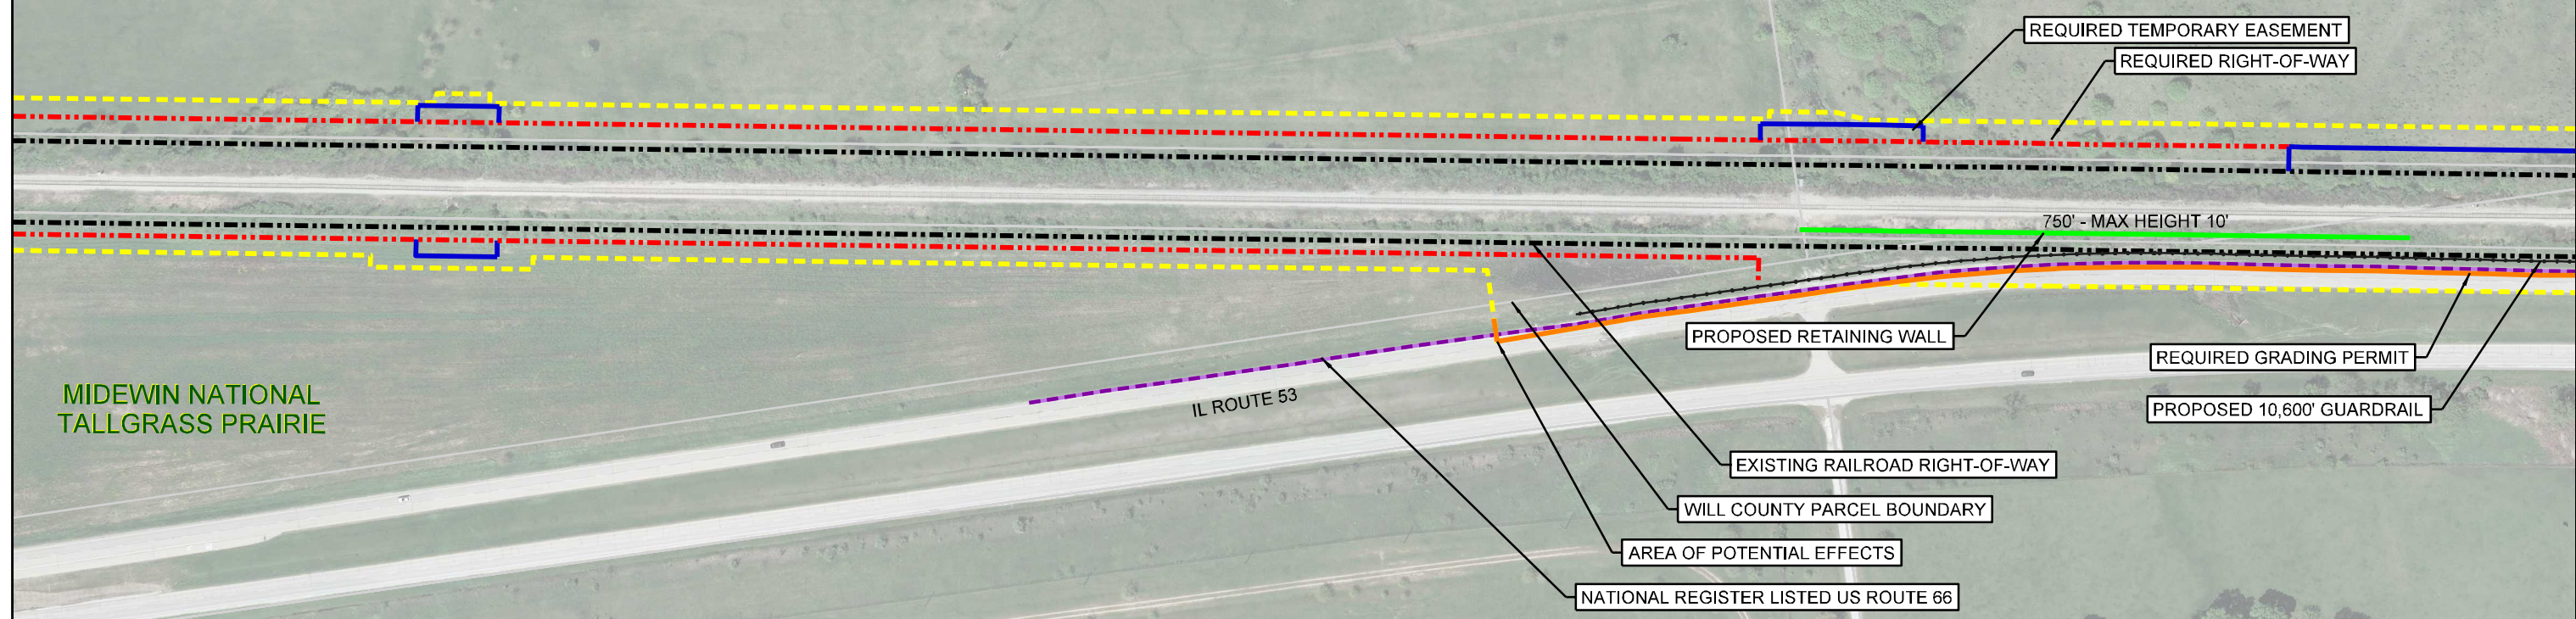 REQUIRED TEMPORARY EASEMENT
REQUIRED RIGHT-OF-WAY
750' - MAX HEIGHT 10'
PROPOSED RETAINING WALL
REQUIRED GRADING PERMIT
MIDEWIN NATIONAL
TALLGRASS PRAIRIE
IL ROUTE 53
PROPOSED 10,600' GUARDRAIL
EXISTING RAILROAD RIGHT-OF-WAY
WILL COUNTY PARCEL BOUNDARY
AREA OF POTENTIAL EFFECTS
NATIONAL REGISTER LISTED US ROUTE 66